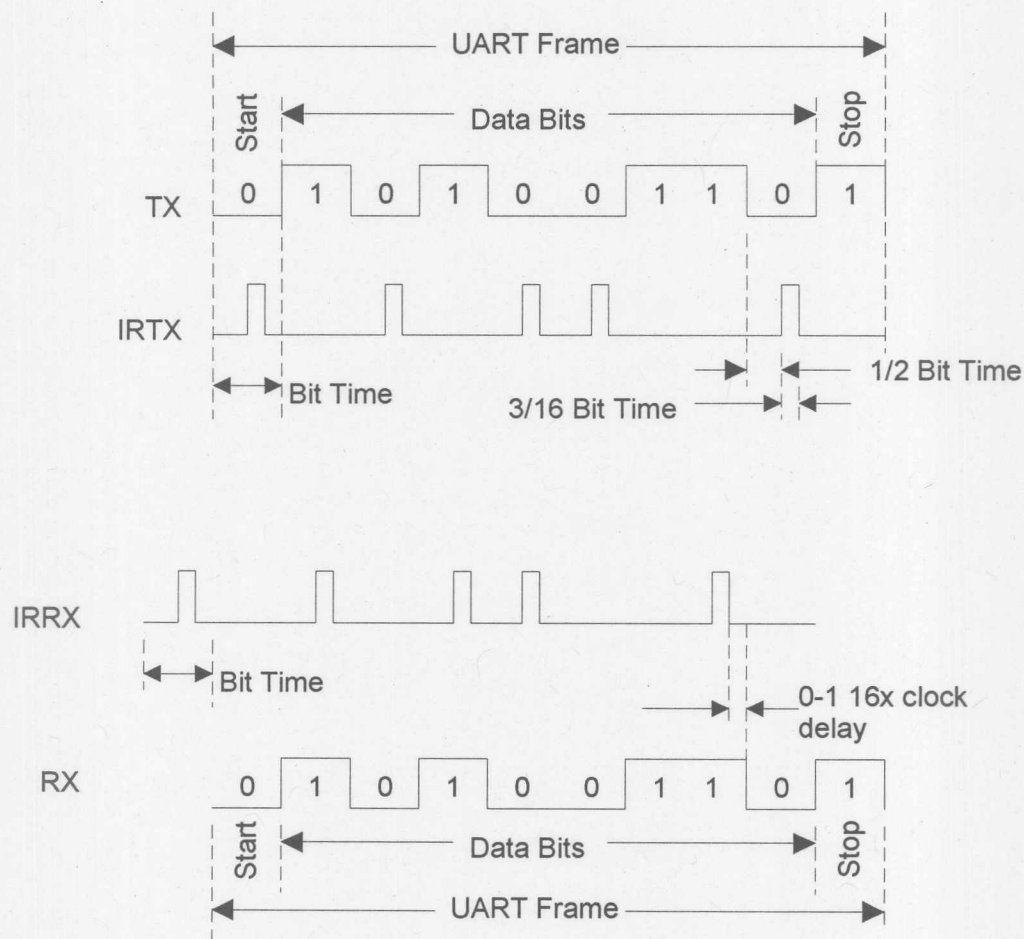 UART Frame
Start
Data Bits
Stop
TX
0 1 0 1 0 0 1 1 0 1
IRTX
Bit Time
1/2 Bit Time
3/16 Bit Time
IRRX
Bit Time
0-1 16x clock
delay
RX
0 1 0 1 0 0 1 1 0 1
Start
Data Bits
Stop
UART Frame